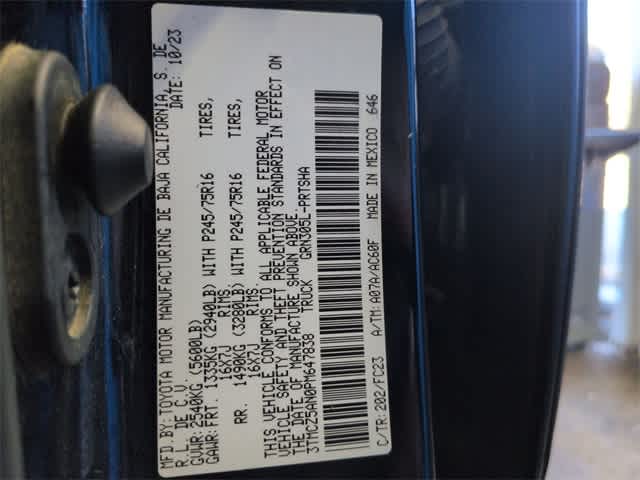 MFD.BY:TOYOTA MOTOR MANUFACTURING DE BAJA CALIFORNIA, S. DE
R.L. DE C.V. DATE: 10/23
GVWR: 2540KG (5600LB)
GAWR: FRT. 1335KG (2940LB) WITH P245/75R16 TIRES,
16X7J RIMS,
RR. 1490KG (3280LB) WITH P245/75R16 TIRES,
16X7J RIMS.
THIS VEHICLE CONFORMS TO ALL APPLICABLE FEDERAL MOTOR
VEHICLE SAFETY AND THEFT PREVENTION STANDARDS IN EFFECT ON
THE DATE OF MANUFACTURE SHOWN ABOVE.
3TMCZ5AN0PM647838 TRUCK GRN305L-PRTSHA
C/TR: 202/FC23 A/TM: A07A/AC60F MADE IN MEXICO 646